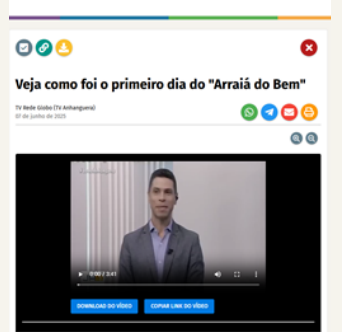 Veja como foi o primeiro dia do "Arraiá do Bem"
TV Rede Globo (TV Anhanguera)
07 de junho de 2025
0:00 / 3:41
DOWNLOAD DO VÍDEO
COPIAR LINK DO VÍDEO